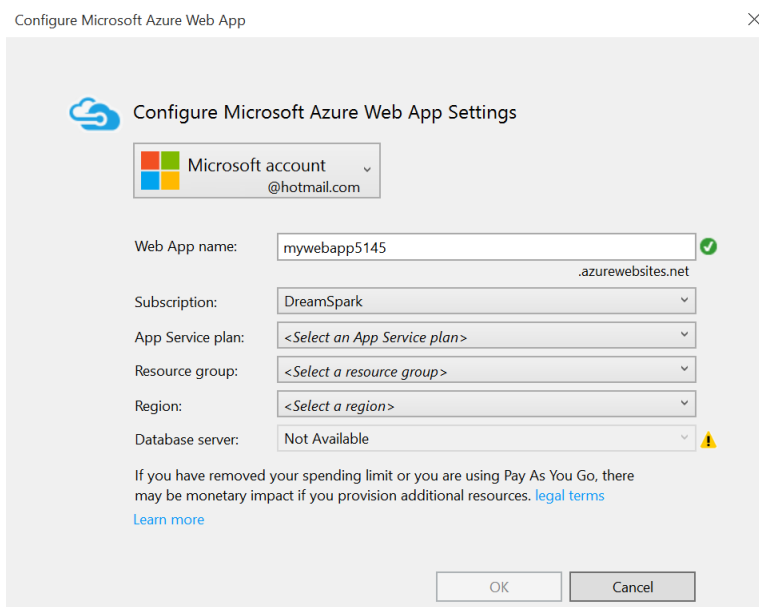 Configure Microsoft Azure Web App
Configure Microsoft Azure Web App Settings
Microsoft account
@hotmail.com
Web App name: mywebapp5145
.azurewebsites.net
Subscription: DreamSpark
App Service plan: <Select an App Service plan>
Resource group: <Select a resource group>
Region: <Select a region>
Database server: Not Available
If you have removed your spending limit or you are using Pay As You Go, there
may be monetary impact if you provision additional resources. legal terms
Learn more
OK Cancel